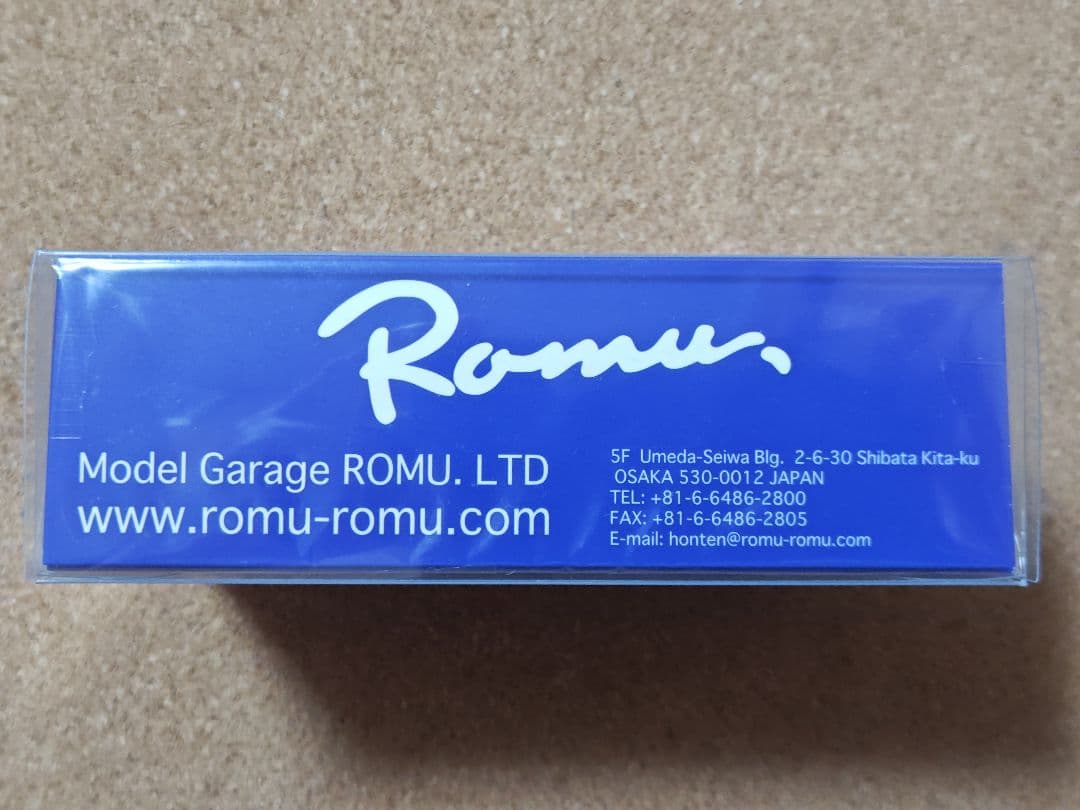 Romu.
Model Garage ROMU. LTD
www.romu-romu.com
5F Umeda-Seiwa Blg. 2-6-30 Shibata Kita-ku
OSAKA 530-0012 JAPAN
TEL: +81-6-6486-2800
FAX: +81-6-6486-2805
E-mail: honten@romu-romu.com